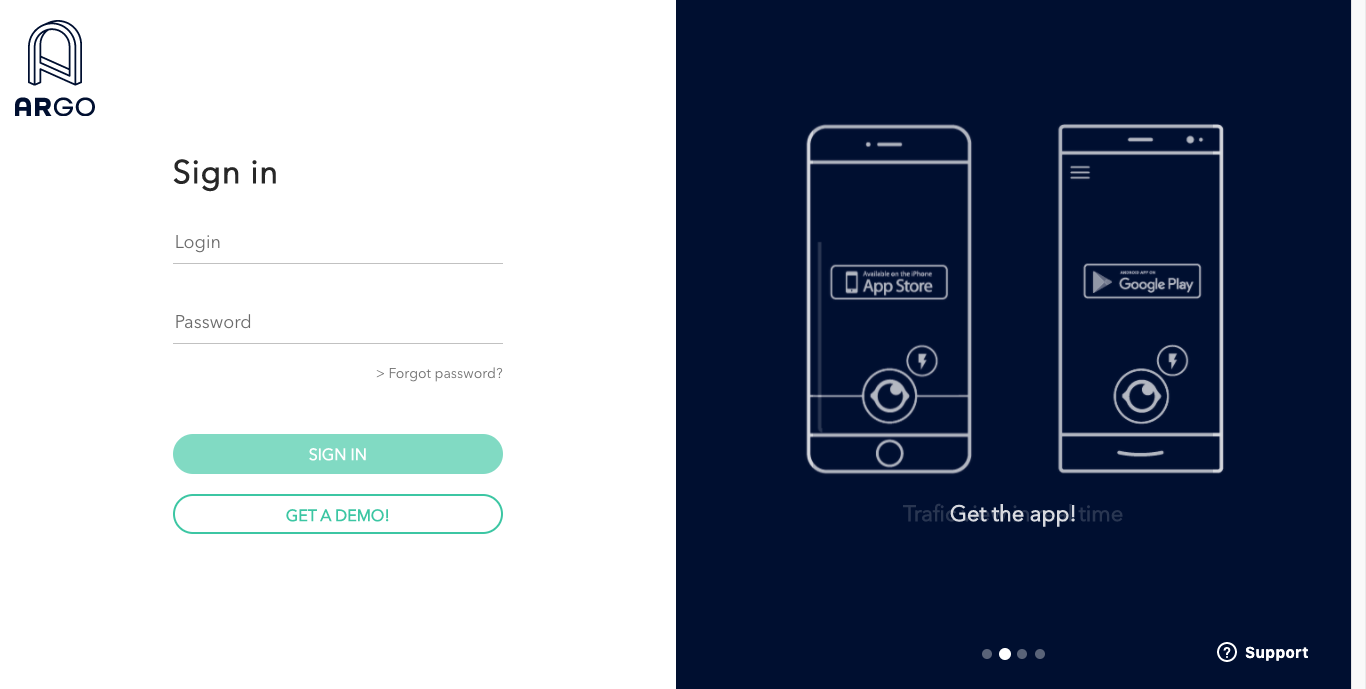 ARGO
Sign in
Login
Password
> Forgot password?
SIGN IN
GET A DEMO!
Available on the iPhone
App Store
ANDROID APP ON
Google Play
Get the app!
Trafic time
Support